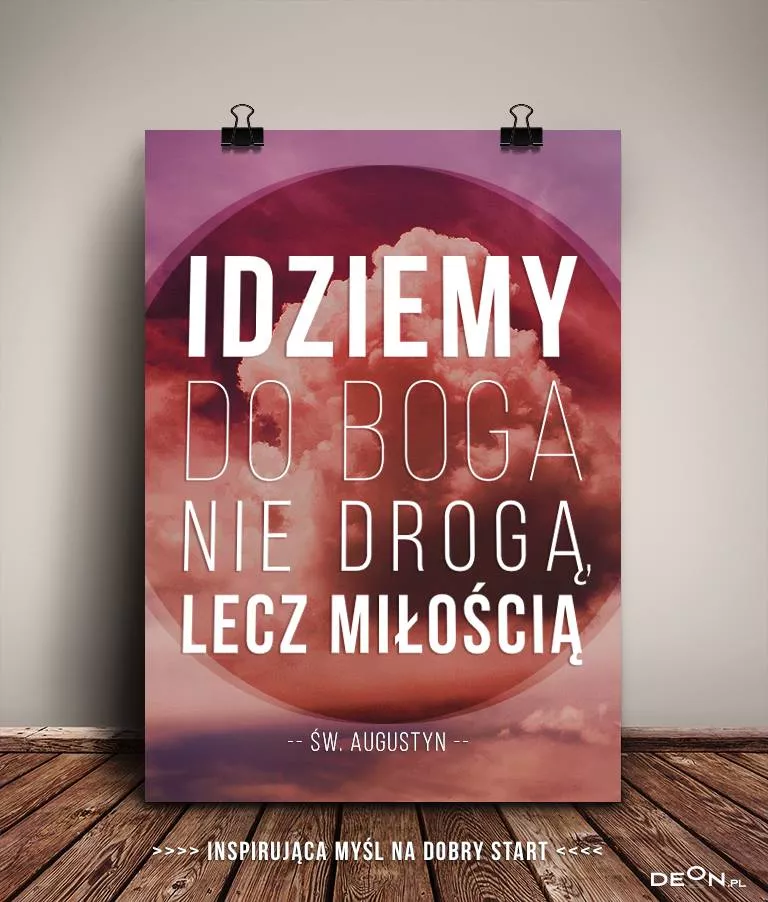 IDZIEMY
DO BOGA
NIE DROGĄ,
LECZ MIŁOŚCIĄ
-- ŚW. AUGUSTYN --
>>>> INSPIRUJĄCA MYŚL NA DOBRY START <<<<
DEON.PL